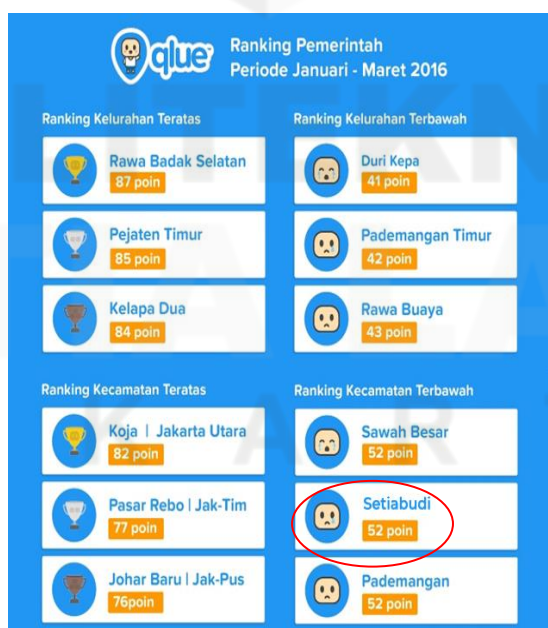 qlue
Ranking Pemerintah
Periode Januari - Maret 2016
Ranking Kelurahan Teratas
Rawa Badak Selatan
87 poin
Pejaten Timur
85 poin
Kelapa Dua
84 poin
Ranking Kelurahan Terbawah
Duri Kepa
41 poin
Pademangan Timur
42 poin
Rawa Buaya
43 poin
Ranking Kecamatan Teratas
Koja | Jakarta Utara
82 poin
Pasar Rebo | Jak-Tim
77 poin
Johar Baru | Jak-Pus
76poin
Ranking Kecamatan Terbawah
Sawah Besar
52 poin
Setiabudi
52 poin
Pademangan
52 poin